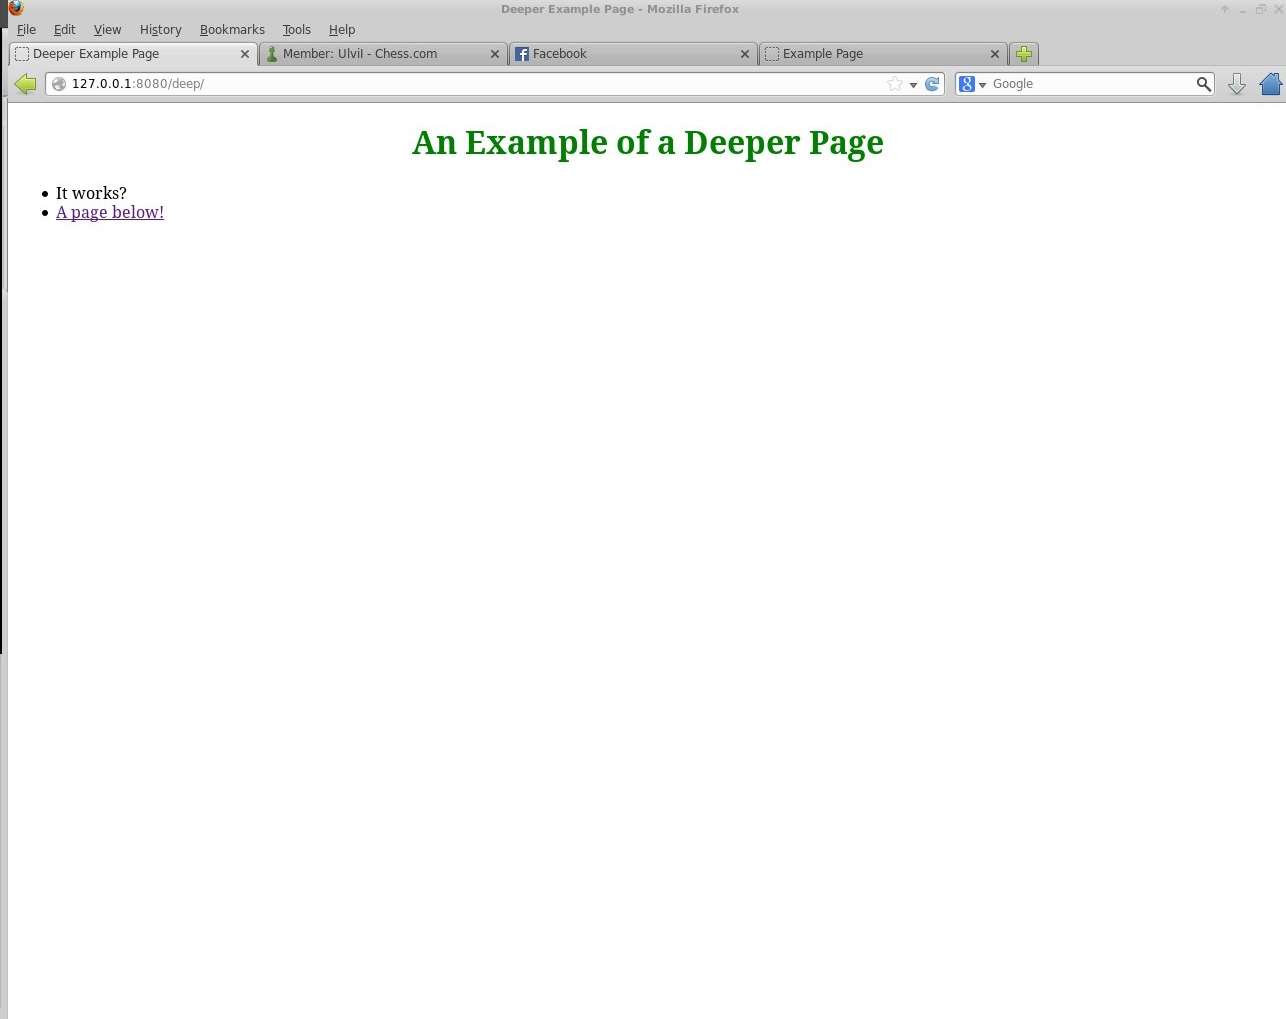 Deeper Example Page - Mozilla Firefox
File Edit View History Bookmarks Tools Help
Deeper Example Page Member: Ulvil - Chess.com Facebook Example Page
127.0.0.1:8080/deep/ Google
An Example of a Deeper Page
It works?
A page below!